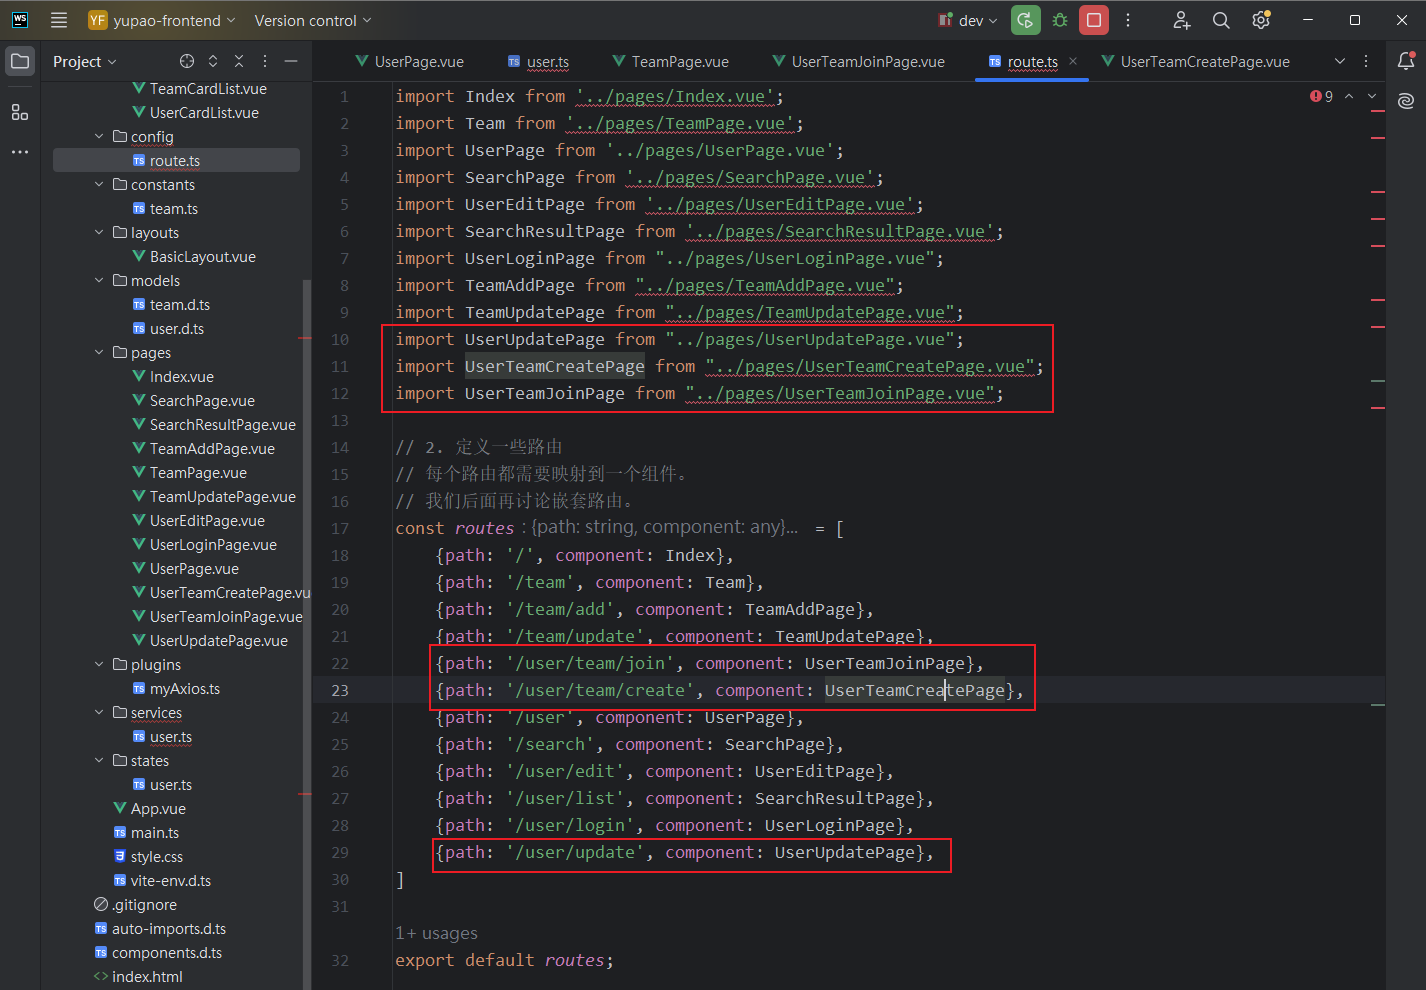 WS YF yupao-frontend Version control dev
Project
UserPage.vue user.ts TeamPage.vue UserTeamJoinPage.vue route.ts UserTeamCreatePage.vue
TeamCardList.vue
UserCardList.vue
config
route.ts
constants
team.ts
layouts
BasicLayout.vue
models
team.d.ts
user.d.ts
pages
Index.vue
SearchPage.vue
SearchResultPage.vue
TeamAddPage.vue
TeamPage.vue
TeamUpdatePage.vue
UserEditPage.vue
UserLoginPage.vue
UserPage.vue
UserTeamCreatePage.vu
UserTeamJoinPage.vue
UserUpdatePage.vue
plugins
myAxios.ts
services
user.ts
states
user.ts
App.vue
main.ts
style.css
vite-env.d.ts
.gitignore
auto-imports.d.ts
components.d.ts
index.html
9
1 import Index from '../pages/Index.vue';
2 import Team from '../pages/TeamPage.vue';
3 import UserPage from '../pages/UserPage.vue';
4 import SearchPage from '../pages/SearchPage.vue';
5 import UserEditPage from '../pages/UserEditPage.vue';
6 import SearchResultPage from '../pages/SearchResultPage.vue';
7 import UserLoginPage from "../pages/UserLoginPage.vue";
8 import TeamAddPage from "../pages/TeamAddPage.vue";
9 import TeamUpdatePage from "../pages/TeamUpdatePage.vue";
10 import UserUpdatePage from "../pages/UserUpdatePage.vue";
11 import UserTeamCreatePage from "../pages/UserTeamCreatePage.vue";
12 import UserTeamJoinPage from "../pages/UserTeamJoinPage.vue";
13
14 // 2. 定义一些路由
15 // 每个路由都需要映射到一个组件。
16 // 我们后面再讨论嵌套路由。
17 const routes : {path: string, component: any}... = [
18 {path: '/', component: Index},
19 {path: '/team', component: Team},
20 {path: '/team/add', component: TeamAddPage},
21 {path: '/team/update', component: TeamUpdatePage},
22 {path: '/user/team/join', component: UserTeamJoinPage},
23 {path: '/user/team/create', component: UserTeamCreatePage},
24 {path: '/user', component: UserPage},
25 {path: '/search', component: SearchPage},
26 {path: '/user/edit', component: UserEditPage},
27 {path: '/user/list', component: SearchResultPage},
28 {path: '/user/login', component: UserLoginPage},
29 {path: '/user/update', component: UserUpdatePage},
30 ]
31
1+ usages
32 export default routes;